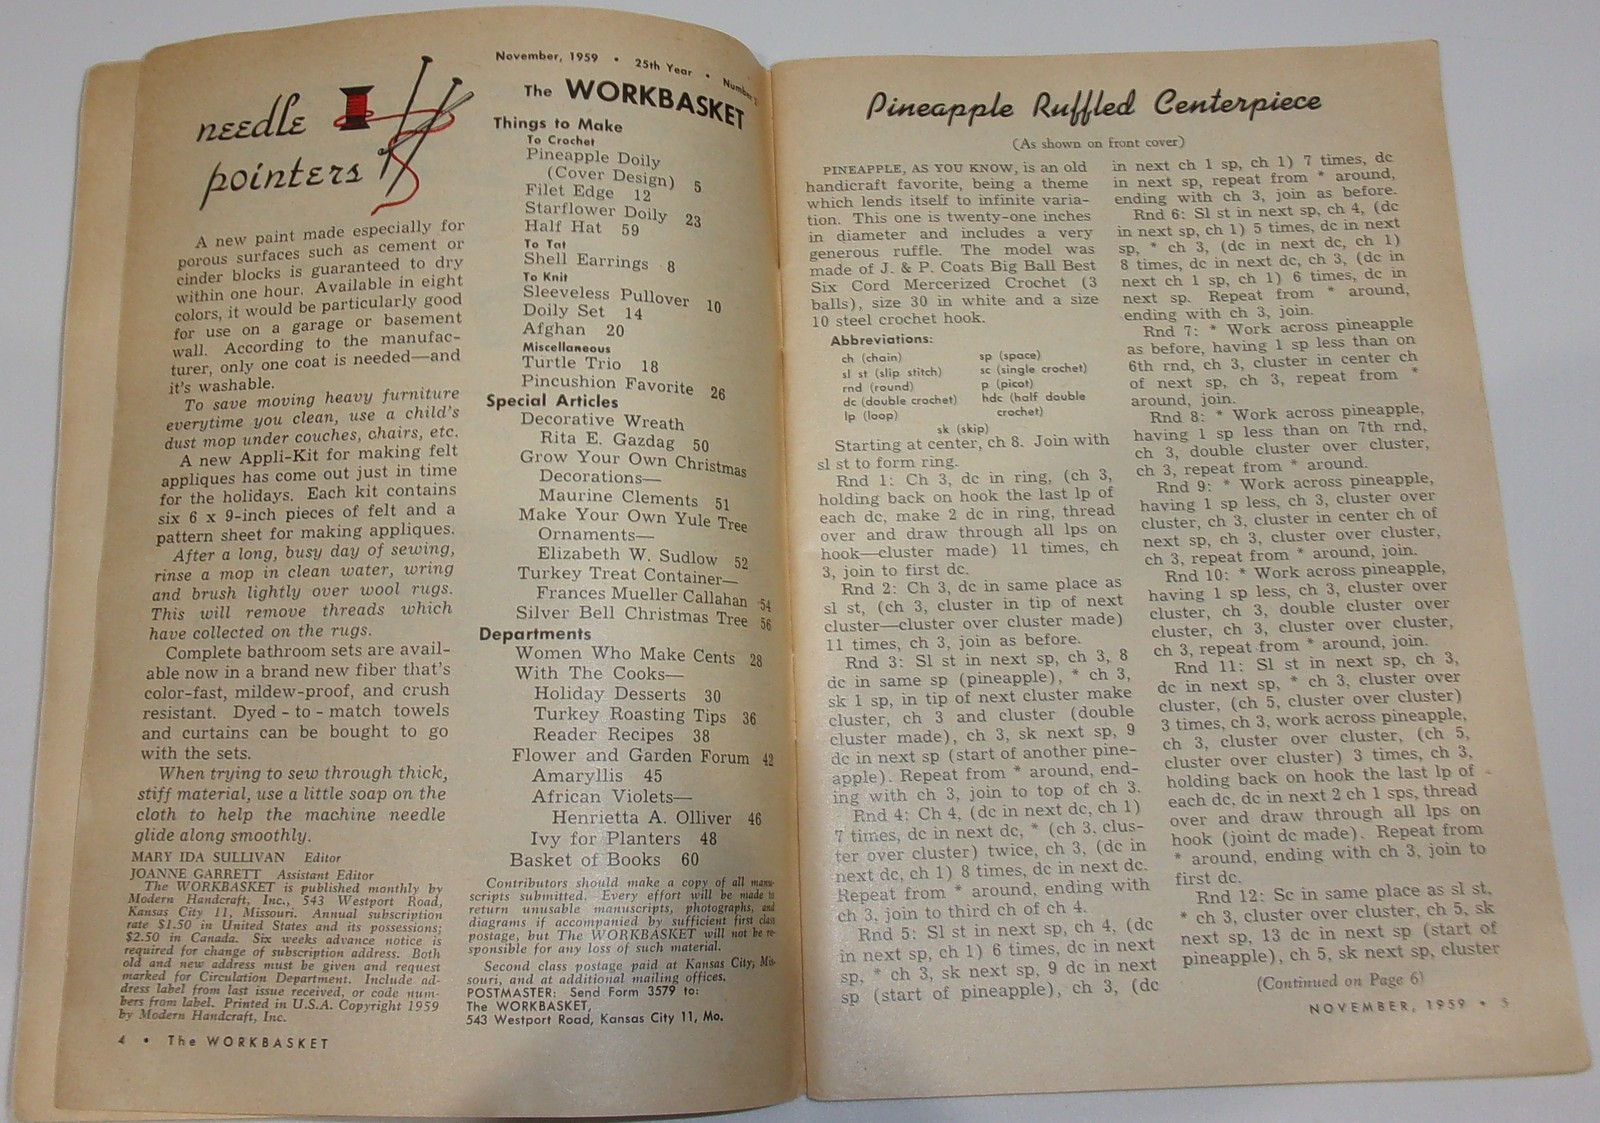 needle
pointers
A new paint made especially for
porous surfaces such as cement or
cinder blocks is guaranteed to dry
within one hour. Available in eight
colors, it would be particularly good
for use on a garage or basement
wall. According to the manufac-
turer, only one coat is needed—and
it's washable.
To save moving heavy furniture
everytime you clean, use a child's
dust mop under couches, chairs, etc.
A new Appli-Kit for making felt
appliques has come out just in time
for the holidays. Each kit contains
six 6 x 9-inch pieces of felt and a
pattern sheet for making appliques.
After a long, busy day of sewing,
rinse a mop in clean water, wring
and brush lightly over wool rugs.
This will remove threads which
have collected on the rugs.
Complete bathroom sets are avail-
able now in a brand new fiber that's
color-fast, mildew-proof, and crush
resistant. Dyed - to - match towels
and curtains can be bought to go
with the sets.
When trying to sew through thick,
stiff material, use a little soap on the
cloth to help the machine needle
glide along smoothly.
MARY IDA SULLIVAN Editor
JOANNE GARRETT Assistant Editor
The WORKBASKET is published monthly by
Modern Handcraft, Inc., 543 Westport Road,
Kansas City 11, Missouri. Annual subscription
rate $1.50 in United States and its possessions;
$2.50 in Canada. Six weeks advance notice is
required for change of subscription address. Both
old and new address must be given and request
marked for Circulation Department. Include ad-
dress label from last issue received, or code num-
bers from label. Printed in U.S.A. Copyright 1959
by Modern Handcraft, Inc.
4 • The WORKBASKET
November, 1959 • 25th Year • Number
The WORKBASKET
Things to Make
To Crochet
Pineapple Doily
(Cover Design) 5
Filet Edge 12
Starflower Doily 23
Half Hat 59
To Tat
Shell Earrings 8
To Knit
Sleeveless Pullover 10
Doily Set 14
Afghan 20
Miscellaneous
Turtle Trio 18
Pincushion Favorite 26
Special Articles
Decorative Wreath
Rita E. Gazdag 50
Grow Your Own Christmas
Decorations—
Maurine Clements 51
Make Your Own Yule Tree
Ornaments—
Elizabeth W. Sudlow 52
Turkey Treat Container—
Frances Mueller Callahan 54
Silver Bell Christmas Tree 56
Departments
Women Who Make Cents 28
With The Cooks—
Holiday Desserts 30
Turkey Roasting Tips 36
Reader Recipes 38
Flower and Garden Forum 42
Amaryllis 45
African Violets—
Henrietta A. Olliver 46
Ivy for Planters 48
Basket of Books 60
Contributors should make a copy of all manu-
scripts submitted. Every effort will be made to
return unusable manuscripts, photographs, and
diagrams if accompanied by sufficient first class
postage, but The WORKBASKET will not be re-
sponsible for any loss of such material.
Second class postage paid at Kansas City, Mis-
souri, and at additional mailing offices.
POSTMASTER: Send Form 3579 to:
The WORKBASKET,
543 Westport Road, Kansas City 11, Mo.
Pineapple Ruffled Centerpiece
(As shown on front cover)
PINEAPPLE, AS YOU KNOW, is an old
handicraft favorite, being a theme
which lends itself to infinite varia-
tion. This one is twenty-one inches
in diameter and includes a very
generous ruffle. The model was
made of J. & P. Coats Big Ball Best
Six Cord Mercerized Crochet (3
balls), size 30 in white and a size
10 steel crochet hook.
Abbreviations:
ch (chain)
sl st (slip stitch)
rnd (round)
dc (double crochet)
lp (loop)
sp (space)
sc (single crochet)
p (picot)
hdc (half double
crochet)
sk (skip)
Starting at center, ch 8. Join with
sl st to form ring.
Rnd 1: Ch 3, dc in ring, (ch 3,
holding back on hook the last lp of
each dc, make 2 dc in ring, thread
over and draw through all lps on
hook—cluster made) 11 times, ch
3, join to first dc.
Rnd 2: Ch 3, dc in same place as
sl st, (ch 3, cluster in tip of next
cluster—cluster over cluster made)
11 times, ch 3, join as before.
Rnd 3: Sl st in next sp, ch 3, 8
dc in same sp (pineapple), * ch 3,
sk 1 sp, in tip of next cluster make
cluster, ch 3 and cluster (double
cluster made), ch 3, sk next sp, 9
dc in next sp (start of another pine-
apple). Repeat from * around, end-
ing with ch 3, join to top of ch 3.
Rnd 4: Ch 4, (dc in next dc, ch 1)
7 times, dc in next dc, * (ch 3, clus-
ter over cluster) twice, ch 3, (dc in
next dc, ch 1) 8 times, dc in next dc.
Repeat from * around, ending with
ch 3, join to third ch of ch 4.
Rnd 5: Sl st in next sp, ch 4, (dc
in next sp, ch 1) 6 times, dc in next
sp, * ch 3, sk next sp, 9 dc in next
sp (start of pineapple), ch 3, (dc
in next ch 1 sp, ch 1) 7 times, dc
in next sp, repeat from * around,
ending with ch 3, join as before.
Rnd 6: Sl st in next sp, ch 4, (dc
in next sp, ch 1) 5 times, dc in next
sp, * ch 3, (dc in next dc, ch 1)
8 times, dc in next dc, ch 3, (dc in
next ch 1 sp, ch 1) 6 times, dc in
next sp. Repeat from * around,
ending with ch 3, join.
Rnd 7: * Work across pineapple
as before, having 1 sp less than on
6th rnd, ch 3, cluster in center ch
of next sp, ch 3, repeat from *
around, join.
Rnd 8: * Work across pineapple,
having 1 sp less than on 7th rnd,
ch 3, double cluster over cluster,
ch 3, repeat from * around.
Rnd 9: * Work across pineapple,
having 1 sp less, ch 3, cluster over
cluster, ch 3, cluster in center ch of
next sp, ch 3, cluster over cluster,
ch 3, repeat from * around, join.
Rnd 10: * Work across pineapple,
having 1 sp less, ch 3, cluster over
cluster, ch 3, double cluster over
cluster, ch 3, cluster over cluster,
ch 3, repeat from * around, join.
Rnd 11: Sl st in next sp, ch 3,
dc in next sp, * ch 3, cluster over
cluster, (ch 5, cluster over cluster)
3 times, ch 3, work across pineapple,
ch 3, cluster over cluster, (ch 5,
cluster over cluster) 3 times, ch 3,
holding back on hook the last lp of
each dc, dc in next 2 ch 1 sps, thread
over and draw through all lps on
hook (joint dc made). Repeat from
* around, ending with ch 3, join to
first dc.
Rnd 12: Sc in same place as sl st,
* ch 3, cluster over cluster, ch 5, sk
next sp, 13 dc in next sp (start of
pineapple), ch 5, sk next sp, cluster
(Continued on Page 6)
NOVEMBER, 1959 • 5